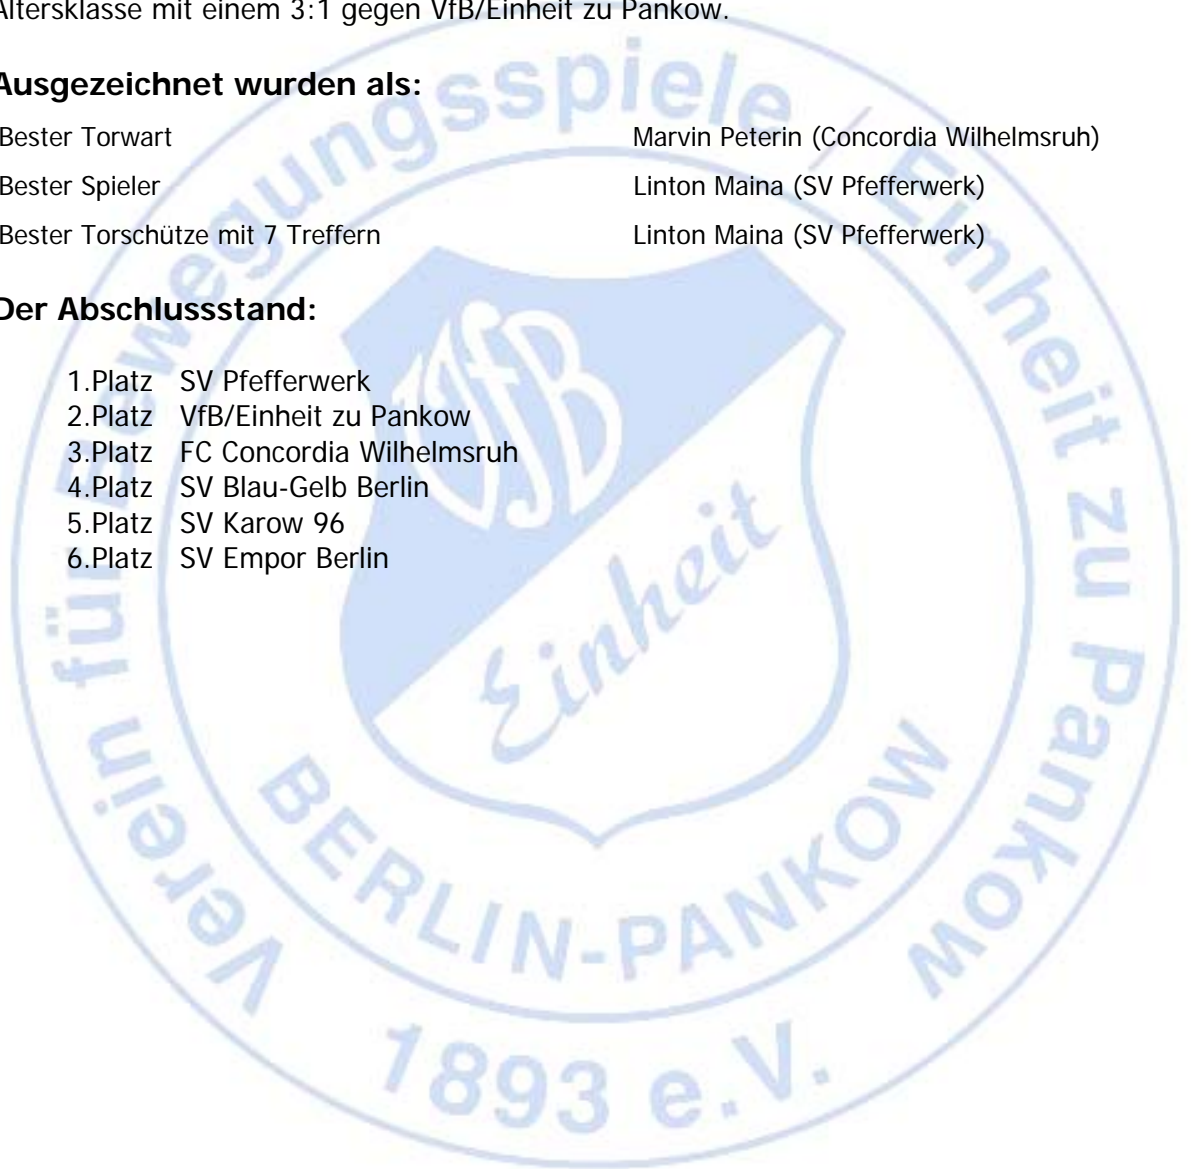 Altersklasse mit einem 3:1 gegen VfB/Einheit zu Pankow.
Ausgezeichnet wurden als:
Bester Torwart Marvin Peterin (Concordia Wilhelmsruh)
Bester Spieler Linton Maina (SV Pfefferwerk)
Bester Torschütze mit 7 Treffern Linton Maina (SV Pfefferwerk)
Der Abschlussstand:
1.Platz SV Pfefferwerk
2.Platz VfB/Einheit zu Pankow
3.Platz FC Concordia Wilhelmsruh
4.Platz SV Blau-Gelb Berlin
5.Platz SV Karow 96
6.Platz SV Empor Berlin
Verein für Bewegungsspiele / Einheit zu Pankow
VfB
Einheit
BERLIN-PANKOW
1893 e.V.